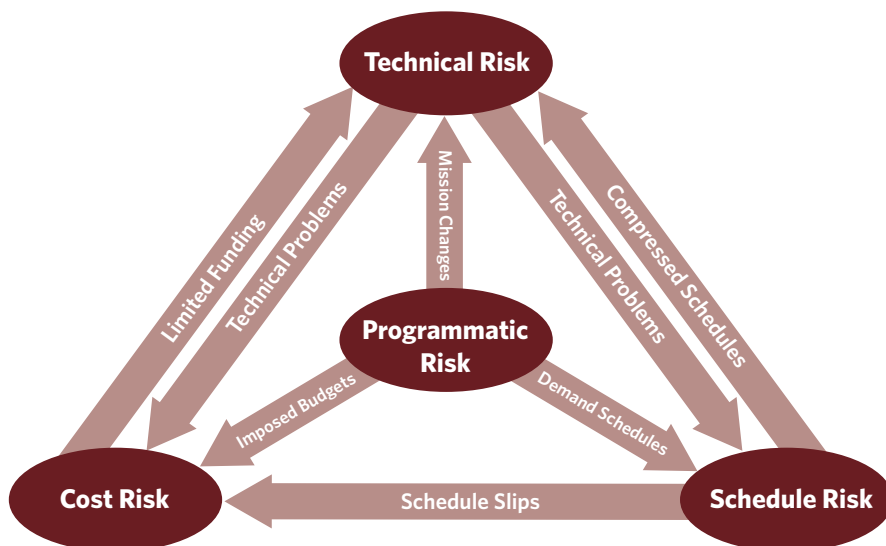 Technical Risk
Limited Funding
Technical Problems
Mission Changes
Technical Problems
Compressed Schedules
Programmatic
Risk
Imposed Budgets
Demand Schedules
Cost Risk
Schedule Slips
Schedule Risk